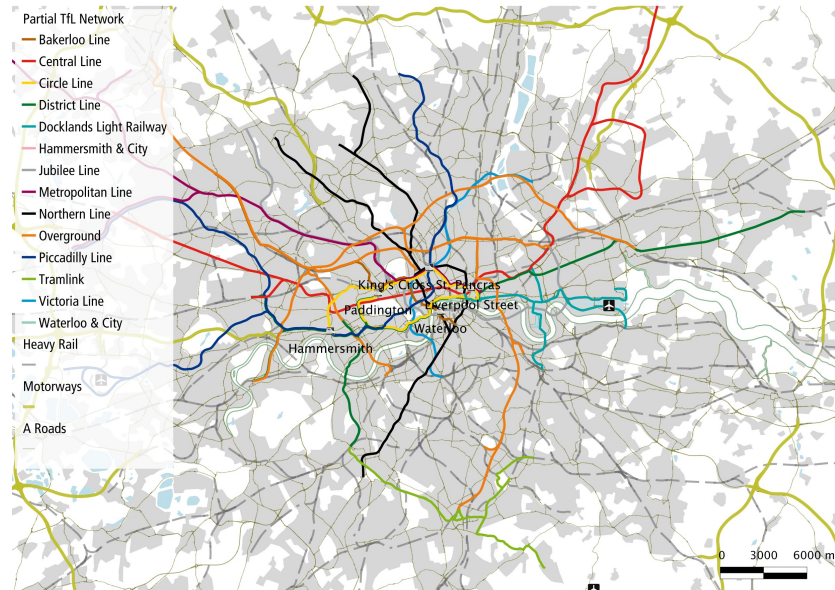 Partial TfL Network
Bakerloo Line
Central Line
Circle Line
District Line
Docklands Light Railway
Hammersmith & City
Jubilee Line
Metropolitan Line
Northern Line
Overground
Piccadilly Line
Tramlink
Victoria Line
Waterloo & City
Heavy Rail
Motorways
A Roads
King's Cross St. Pancras
Paddington
Liverpool Street
Waterloo
Hammersmith
0 3000 6000 m